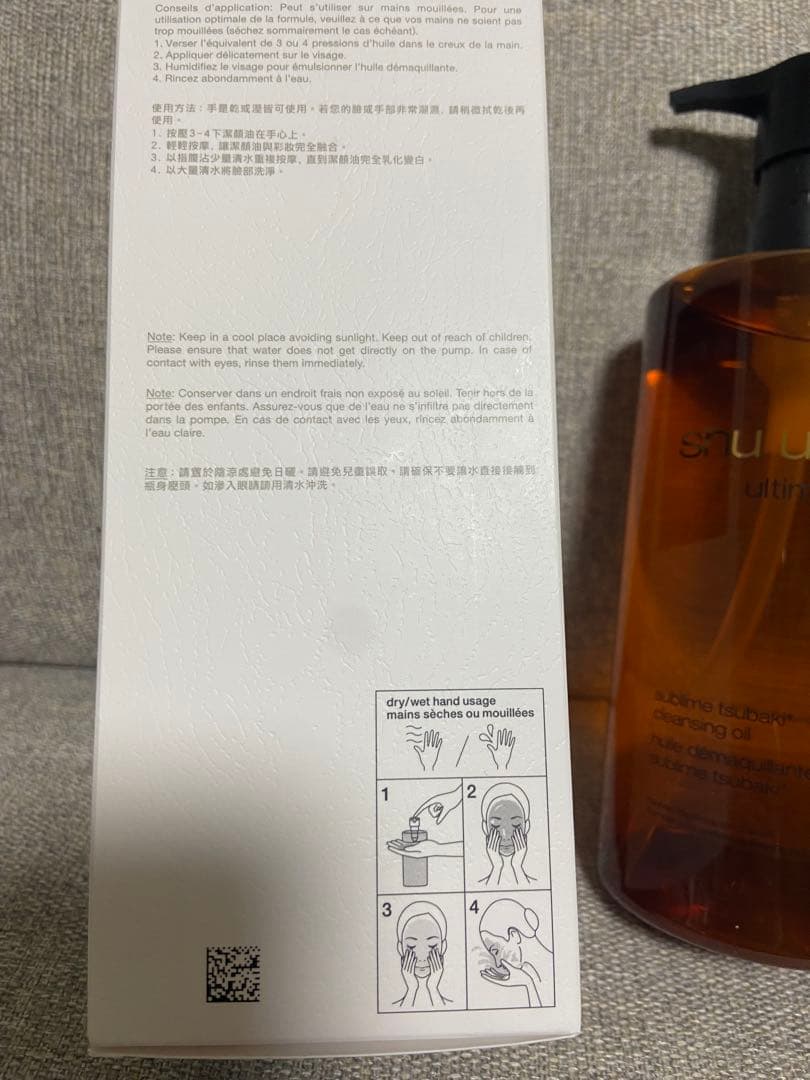 Conseils d'application: Peut s'utiliser sur mains mouillées. Pour une
utilisation optimale de la formule, veuillez à ce que vos mains ne soient pas
trop mouillées (séchez sommairement le cas échéant).
1. Verser l'équivalent de 3 ou 4 pressions d'huile dans le creux de la main.
2. Appliquer délicatement sur le visage.
3. Humidifiez le visage pour émulsionner l'huile démaquillante.
4. Rincez abondamment à l'eau.
使用方法：手是乾或溼皆可使用。若您的臉或手部非常潮濕, 請稍微拭乾後再
使用。
1. 按壓3-4下潔顏油在手心上。
2. 輕輕按摩, 讓潔顏油與彩妝完全融合。
3. 以指間沾少量清水重複按摩, 直到潔顏油完全乳化變白。
4. 以大量清水將臉部洗淨。
Note: Keep in a cool place avoiding sunlight. Keep out of reach of children.
Please ensure that water does not get directly on the pump. In case of
contact with eyes, rinse them immediately.
Note: Conserver dans un endroit frais non exposé au soleil. Tenir hors de la
portée des enfants. Assurez-vous que de l'eau ne s'infiltre pas directement
dans la pompe. En cas de contact avec les yeux, rincez abondamment à
l'eau claire.
注意：請置於陰涼處避免日曬。請避免兒童誤取。請確保不要讓水直接接觸到
瓶身壓頭。如滲入眼睛請用清水沖洗。
dry/wet hand usage
mains sèches ou mouillées
1
2
3
4
shu u
ultim
sublime tsubaki
cleansing oil
huile démaquillante
sublime tsubaki